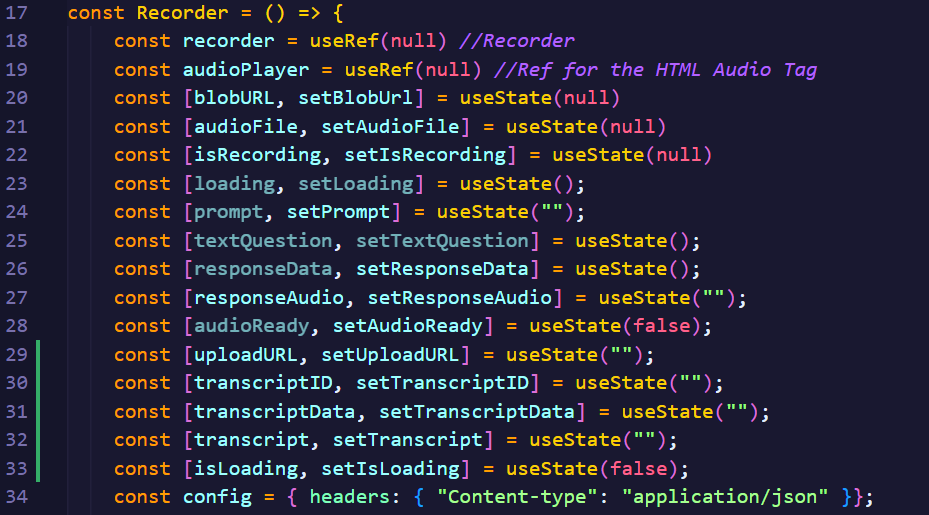 17 const Recorder = () => {
18 const recorder = useRef(null) //Recorder
19 const audioPlayer = useRef(null) //Ref for the HTML Audio Tag
20 const [blobURL, setBlobUrl] = useState(null)
21 const [audioFile, setAudioFile] = useState(null)
22 const [isRecording, setIsRecording] = useState(null)
23 const [loading, setLoading] = useState();
24 const [prompt, setPrompt] = useState("");
25 const [textQuestion, setTextQuestion] = useState();
26 const [responseData, setResponseData] = useState();
27 const [responseAudio, setResponseAudio] = useState("");
28 const [audioReady, setAudioReady] = useState(false);
29 const [uploadURL, setUploadURL] = useState("");
30 const [transcriptID, setTranscriptID] = useState("");
31 const [transcriptData, setTranscriptData] = useState("");
32 const [transcript, setTranscript] = useState("");
33 const [isLoading, setIsLoading] = useState(false);
34 const config = { headers: { "Content-type": "application/json" }};